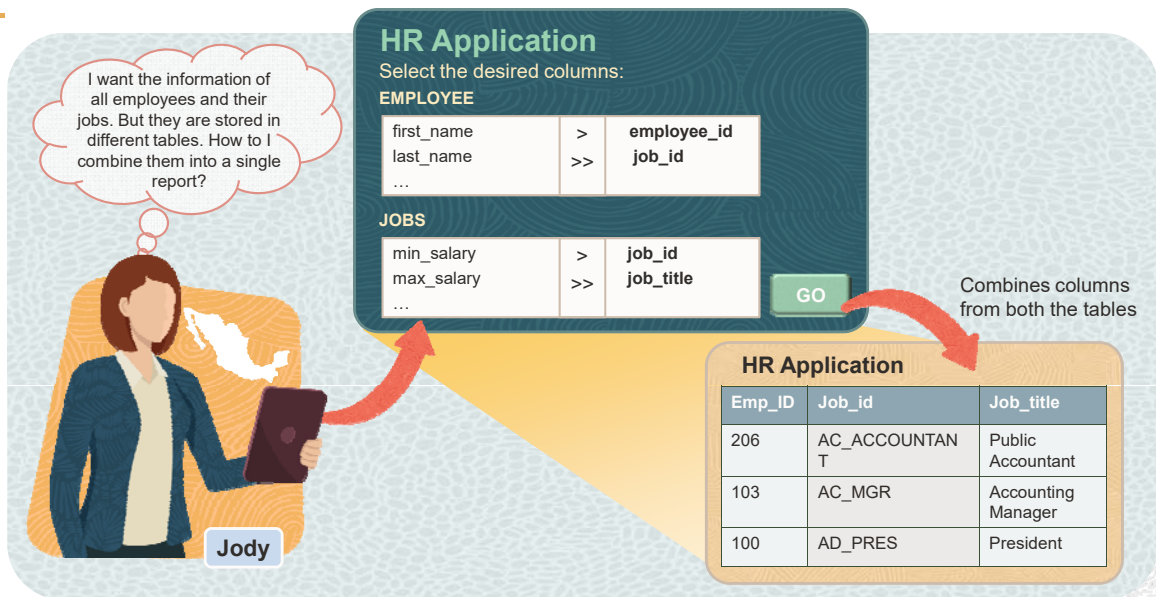 I want the information of
all employees and their
jobs. But they are stored in
different tables. How to I
combine them into a single
report?
HR Application
Select the desired columns:
EMPLOYEE
first_name > employee_id
last_name >> job_id
…
JOBS
min_salary > job_id
max_salary >> job_title
…
GO
Combines columns
from both the tables
Jody
HR Application
Emp_ID Job_id Job_title
206 AC_ACCOUNTAN Public
T Accountant
103 AC_MGR Accounting
Manager
100 AD_PRES President